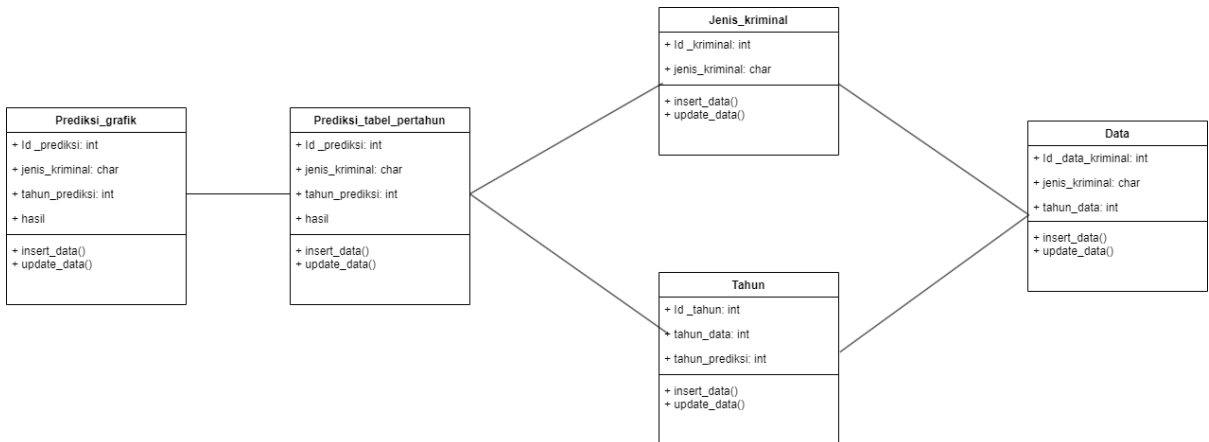 Prediksi_grafik
+ Id _prediksi: int
+ jenis_kriminal: char
+ tahun_prediksi: int
+ hasil
+ insert_data()
+ update_data()
Prediksi_tabel_pertahun
+ Id _prediksi: int
+ jenis_kriminal: char
+ tahun_prediksi: int
+ hasil
+ insert_data()
+ update_data()
Jenis_kriminal
+ Id _kriminal: int
+ jenis_kriminal: char
+ insert_data()
+ update_data()
Tahun
+ Id _tahun: int
+ tahun_data: int
+ tahun_prediksi: int
+ insert_data()
+ update_data()
Data
+ Id _data_kriminal: int
+ jenis_kriminal: char
+ tahun_data: int
+ insert_data()
+ update_data()